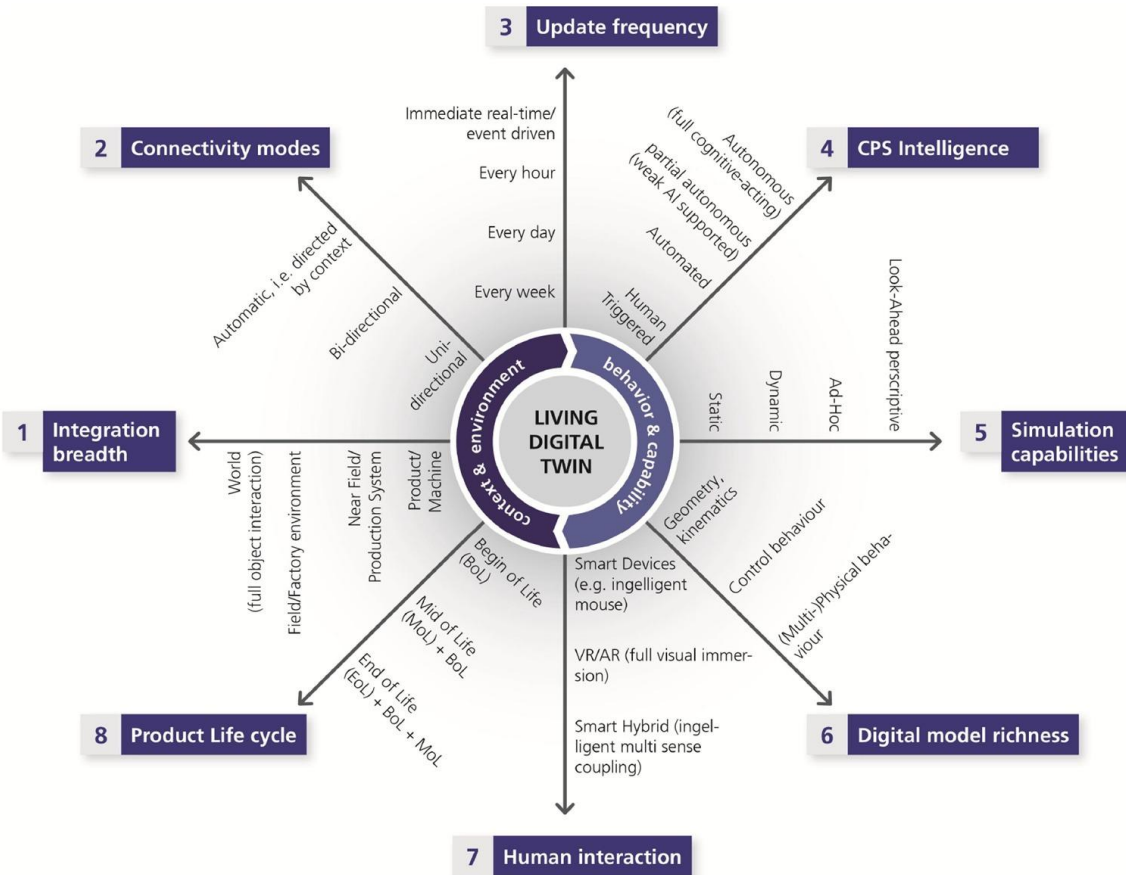 3 Update frequency
Immediate real-time/
event driven
Every hour
Every day
Every week
2 Connectivity modes
Automatic, i.e. directed
by context
Bi-directional
Uni-
directional
4 CPS Intelligence
Autonomous
(full cognitive-acting)
partial autonomous
(weak AI supported)
Automated
Human
Triggered
1 Integration
breadth
World
(full object interaction)
Field/Factory environment
Near Field/
Production System
Product/
Machine
context & environment
behavior & capability
LIVING
DIGITAL
TWIN
Static
Dynamic
Ad-Hoc
Look-Ahead perscriptive
5 Simulation
capabilities
Geometry,
kinematics
Control behaviour
(Multi-)Physical beha-
viour
6 Digital model richness
Smart Devices
(e.g. ingelligent
mouse)
VR/AR (full visual immer-
sion)
Smart Hybrid (ingel-
lligent multi sense
coupling)
7 Human interaction
Begin of Life
(BoL)
Mid of Life
(MoL) + BoL
End of Life
(EoL) + BoL + MoL
8 Product Life cycle